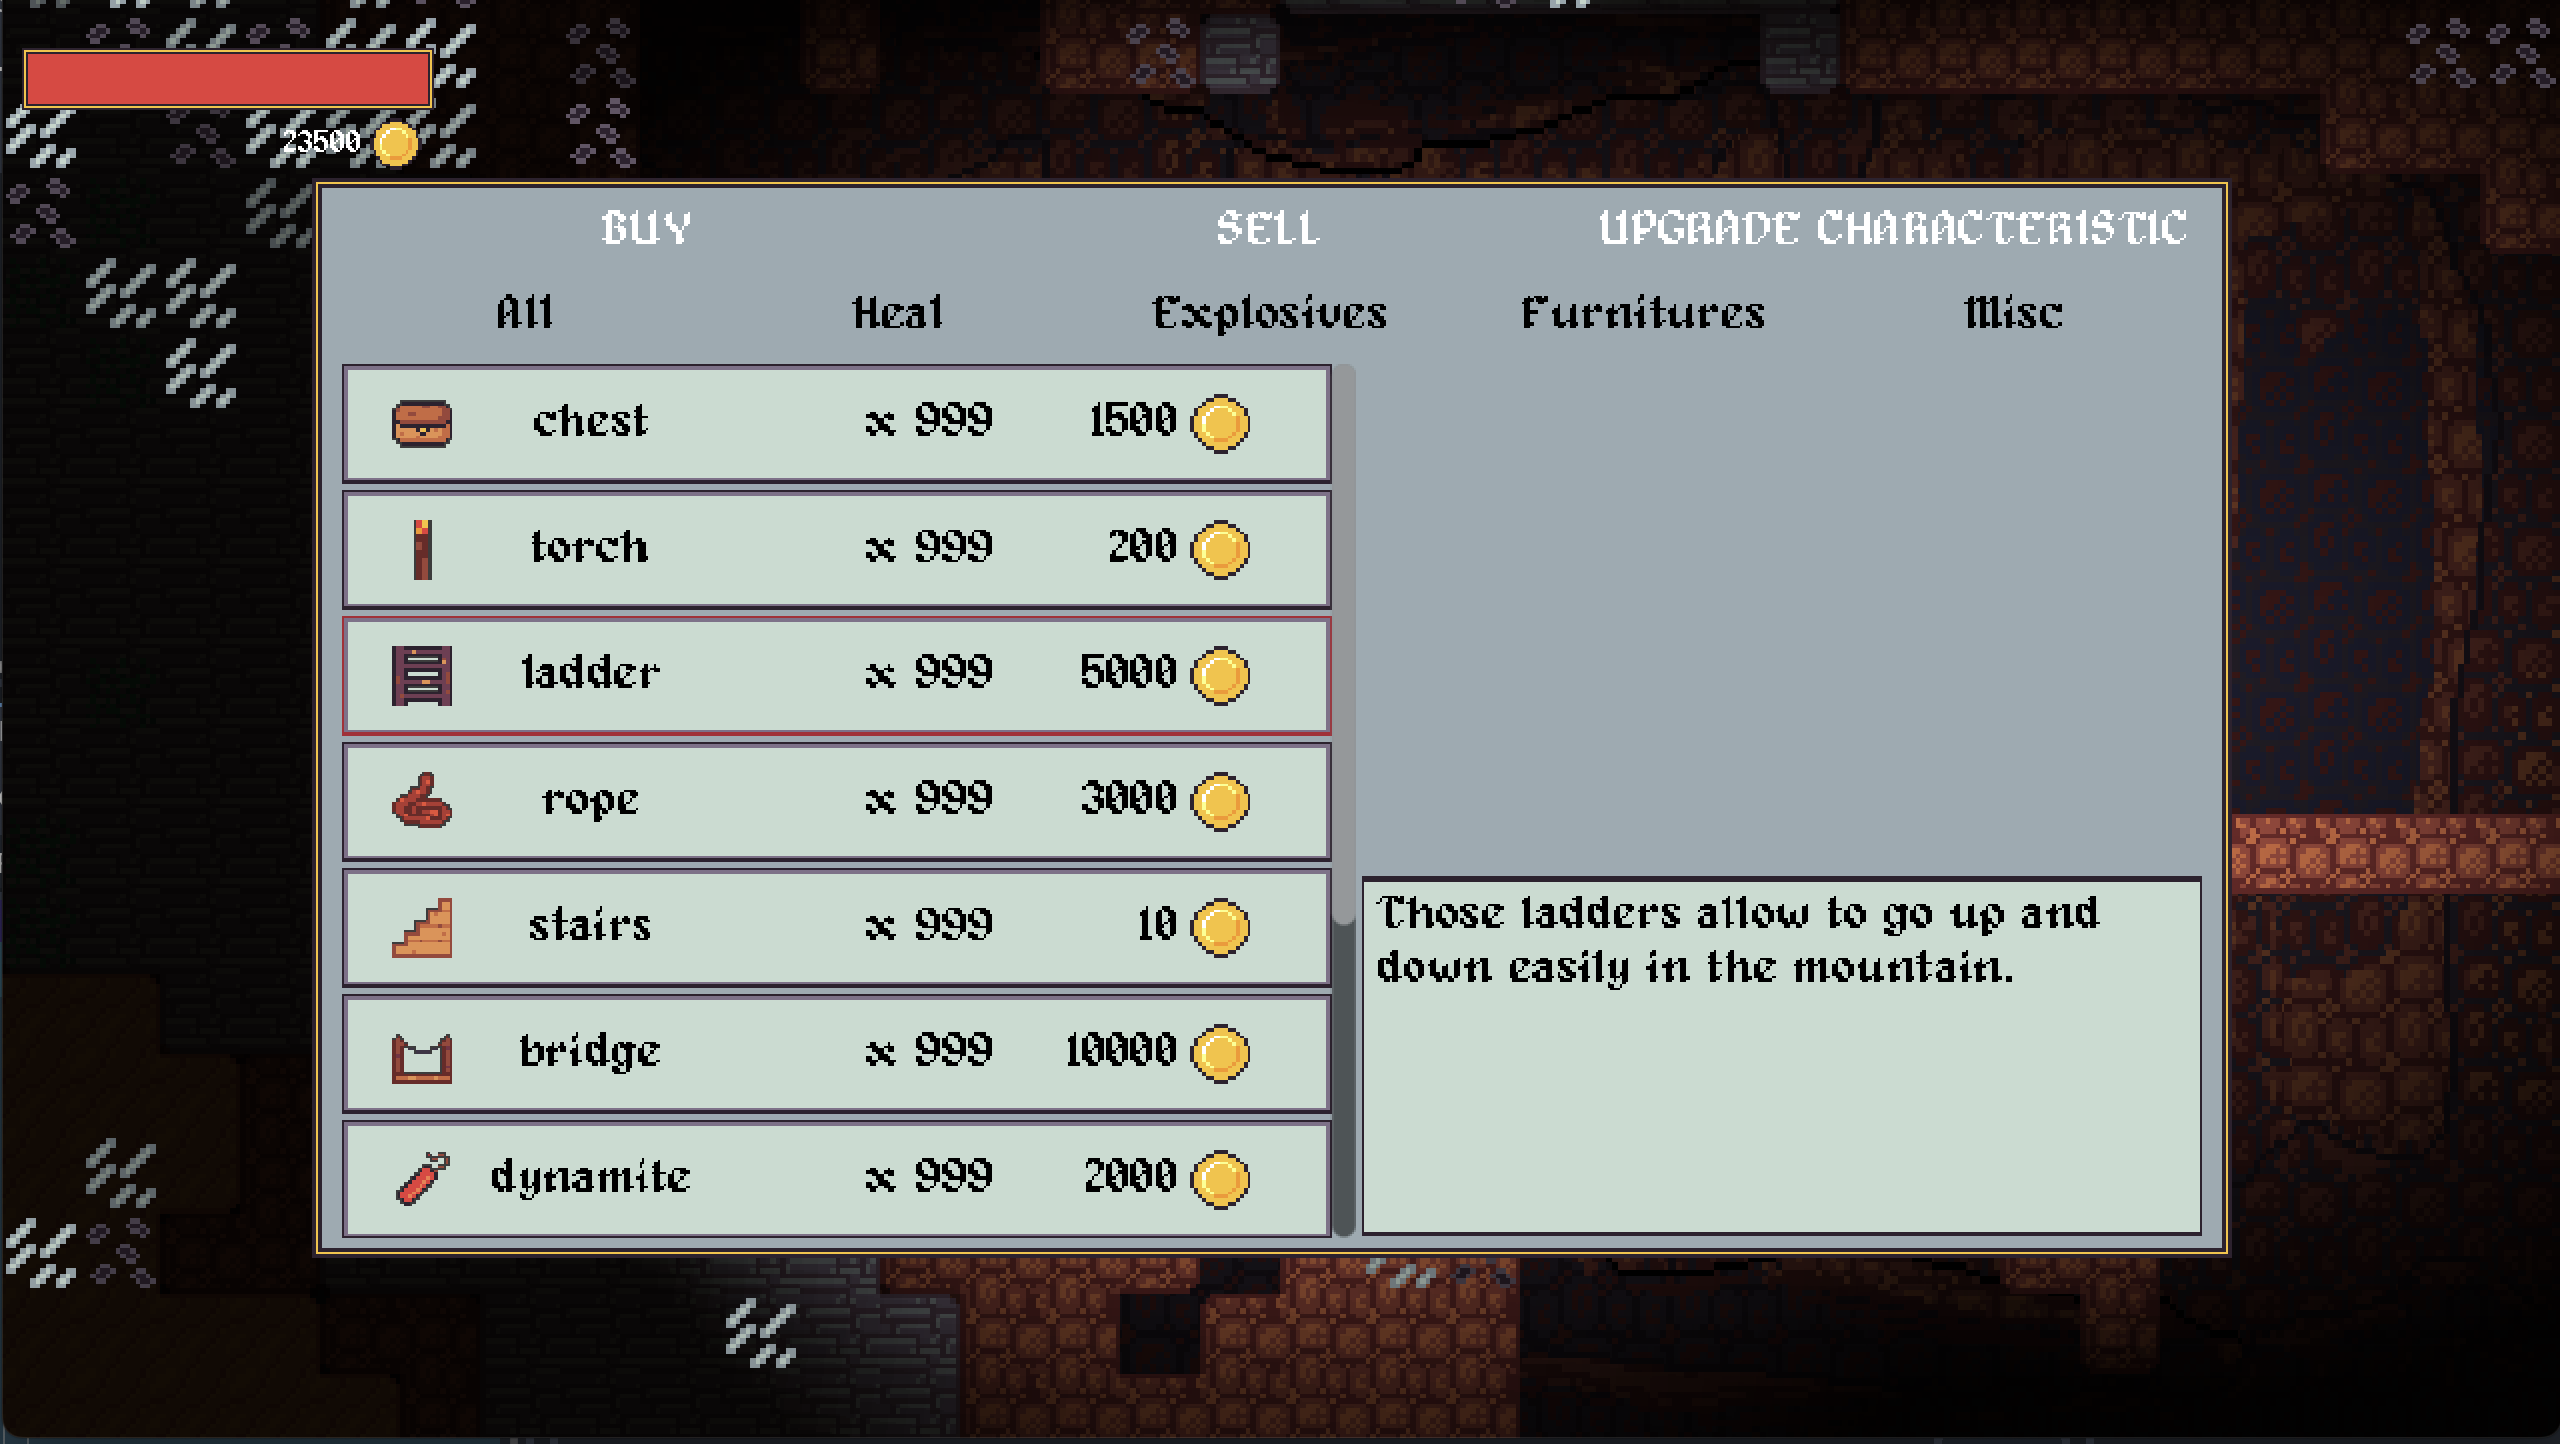 23500
BUY SELL UPGRADE CHARACTERISTIC
All Heal Explosives Furnitures Misc
chest x 999 1500
torch x 999 200
ladder x 999 5000
rope x 999 3000
stairs x 999 10
bridge x 999 10000
dynamite x 999 2000
Those ladders allow to go up and
down easily in the mountain.